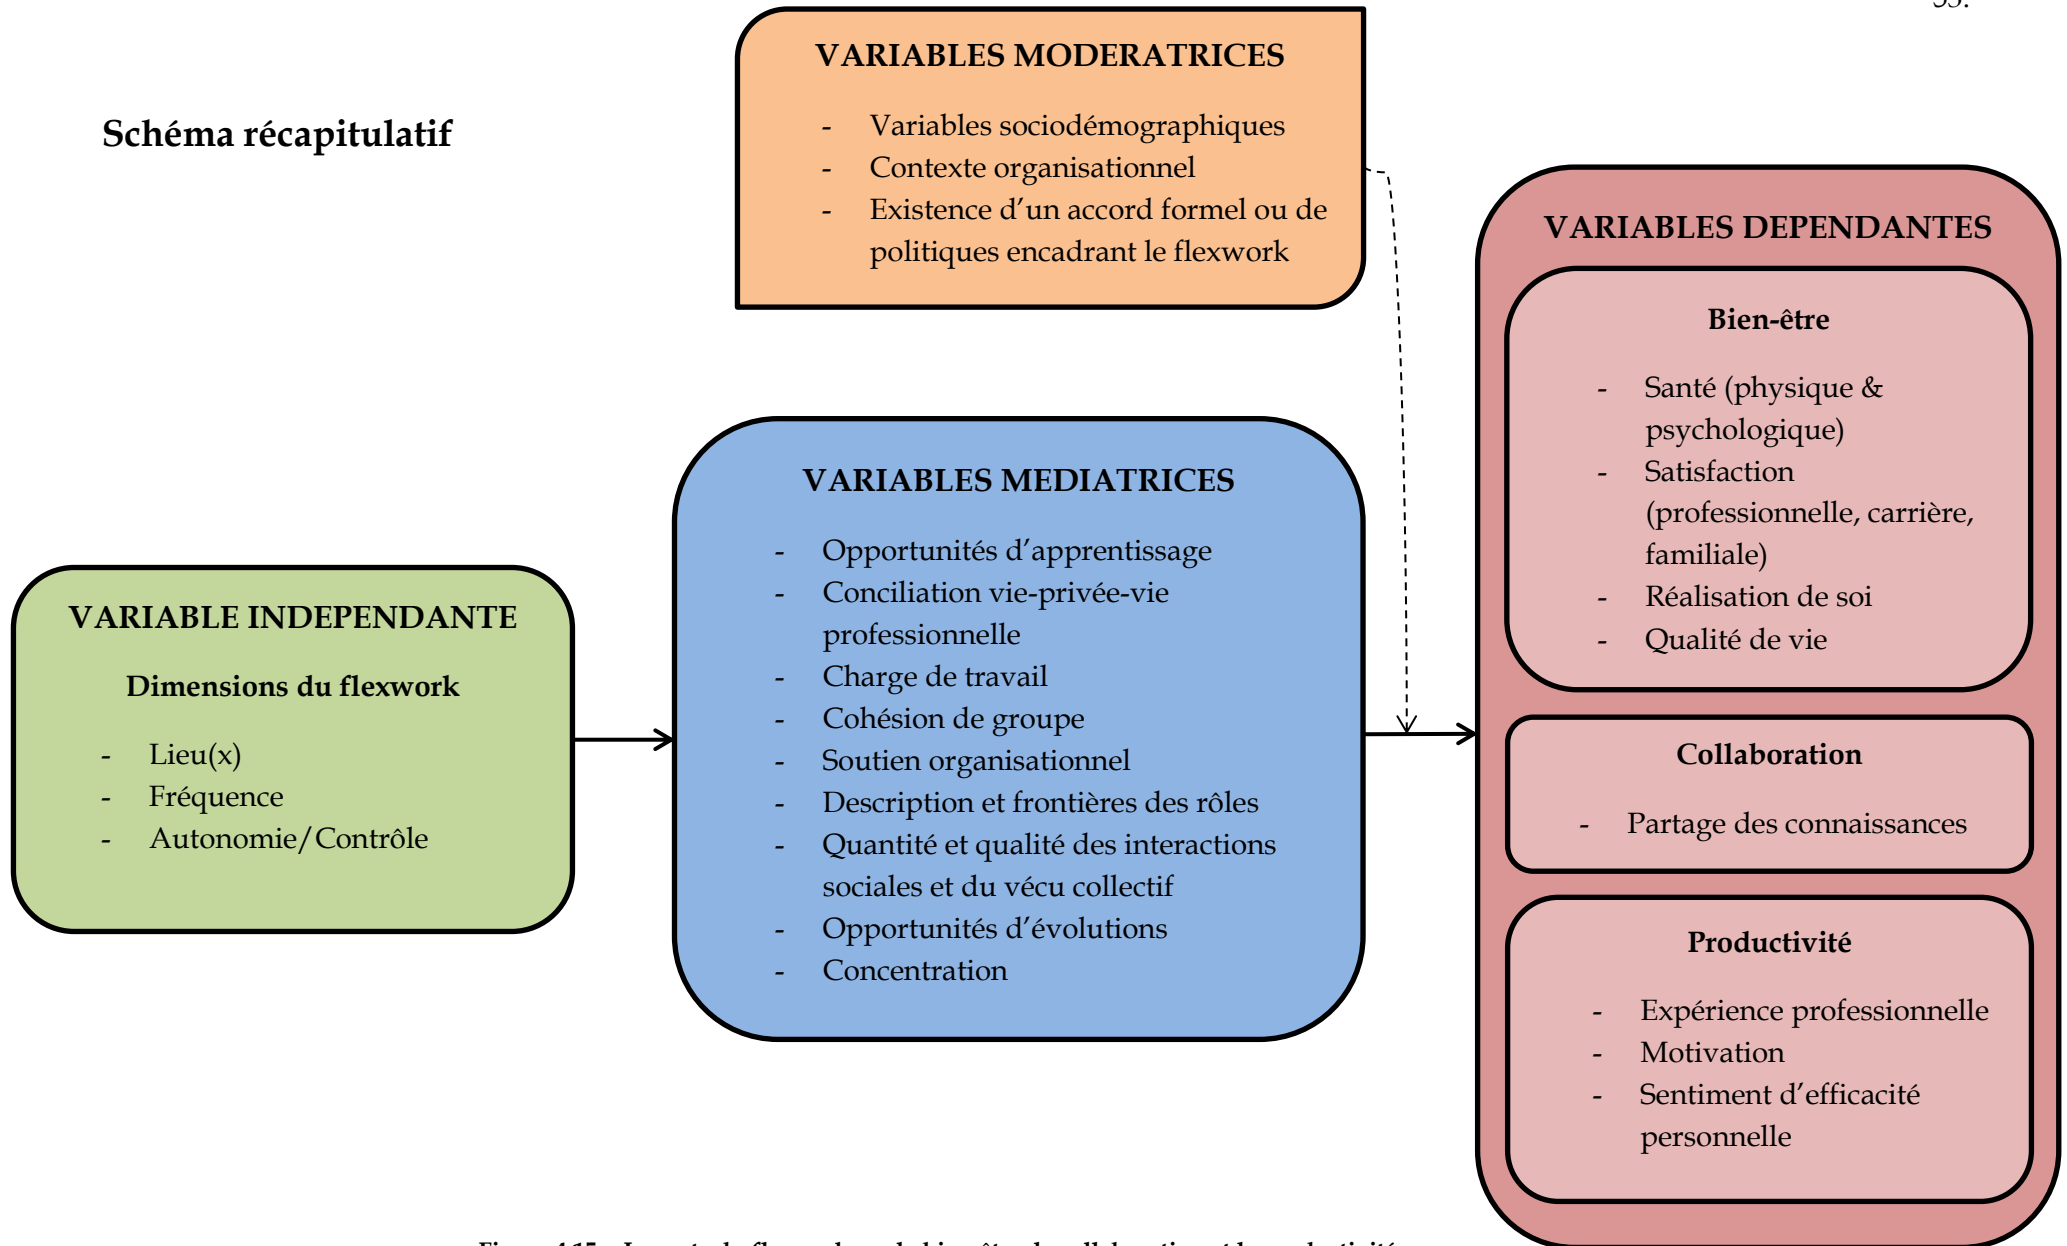 Schéma récapitulatif
VARIABLES MODERATRICES
- Variables sociodémographiques
- Contexte organisationnel
- Existence d’un accord formel ou de
politiques encadrant le flexwork
VARIABLE INDEPENDANTE
Dimensions du flexwork
- Lieu(x)
- Fréquence
- Autonomie/Contrôle
VARIABLES MEDIATRICES
- Opportunités d’apprentissage
- Conciliation vie-privée-vie
professionnelle
- Charge de travail
- Cohésion de groupe
- Soutien organisationnel
- Description et frontières des rôles
- Quantité et qualité des interactions
sociales et du vécu collectif
- Opportunités d’évolutions
- Concentration
VARIABLES DEPENDANTES
Bien-être
- Santé (physique &
psychologique)
- Satisfaction
(professionnelle, carrière,
familiale)
- Réalisation de soi
- Qualité de vie
Collaboration
- Partage des connaissances
Productivité
- Expérience professionnelle
- Motivation
- Sentiment d’efficacité
personnelle